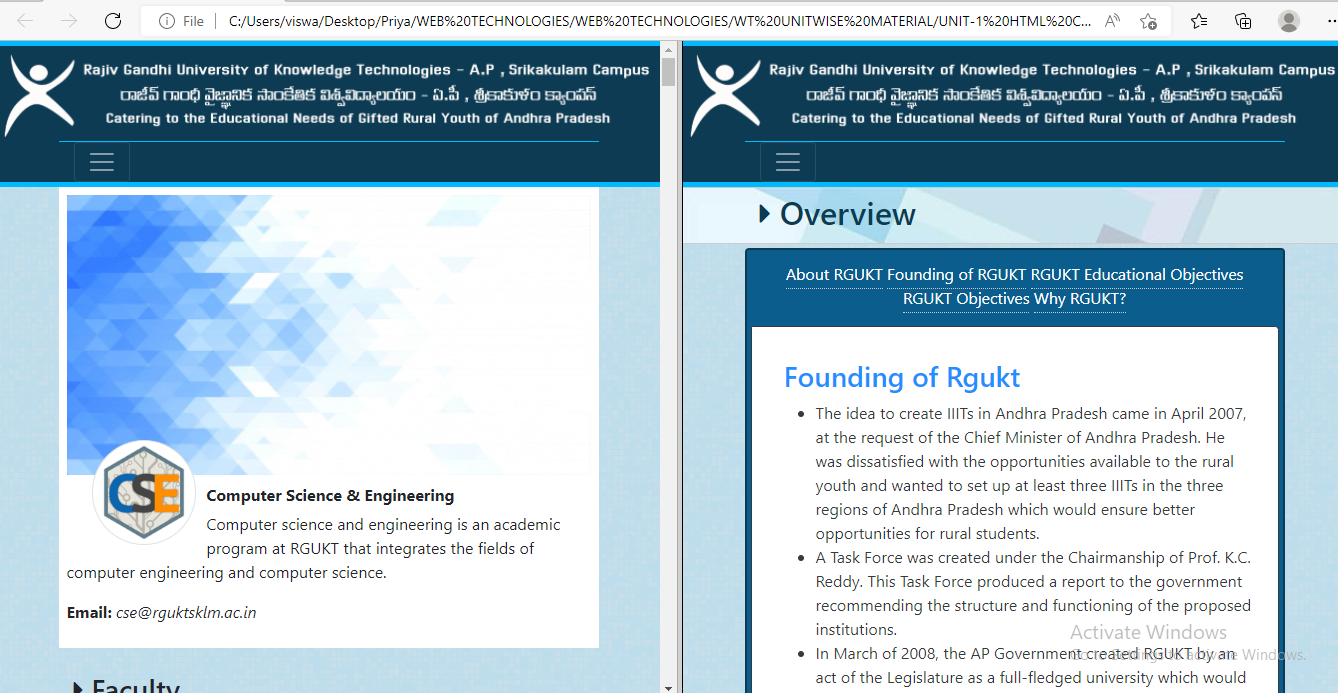 File
C:/Users/viswa/Desktop/Priya/WEB%20TECHNOLOGIES/WEB%20TECHNOLOGIES/WT%20UNITWISE%20MATERIAL/UNIT-1%20HTML%20C...
Rajiv Gandhi University of Knowledge Technologies - A.P , Srikakulam Campus
రాజీవ్ గాంధీ వైజ్ఞానిక సాంకేతిక విశ్వవిద్యాలయం - ఏ.పీ , శ్రీకాకుళం క్యాంపస్
Catering to the Educational Needs of Gifted Rural Youth of Andhra Pradesh
CSE
Computer Science & Engineering
Computer science and engineering is an academic
program at RGUKT that integrates the fields of
computer engineering and computer science.
Email: cse@rguktsklm.ac.in
Faculty
Rajiv Gandhi University of Knowledge Technologies - A.P , Srikakulam Campus
రాజీవ్ గాంధీ వైజ్ఞానిక సాంకేతిక విశ్వవిద్యాలయం - ఏ.పీ , శ్రీకాకుళం క్యాంపస్
Catering to the Educational Needs of Gifted Rural Youth of Andhra Pradesh
Overview
About RGUKT Founding of RGUKT RGUKT Educational Objectives
RGUKT Objectives Why RGUKT?
Founding of Rgukt
• The idea to create IIITs in Andhra Pradesh came in April 2007,
at the request of the Chief Minister of Andhra Pradesh. He
was dissatisfied with the opportunities available to the rural
youth and wanted to set up at least three IIITs in the three
regions of Andhra Pradesh which would ensure better
opportunities for rural students.
• A Task Force was created under the Chairmanship of Prof. K.C.
Reddy. This Task Force produced a report to the government
recommending the structure and functioning of the proposed
institutions.
• In March of 2008, the AP Government created RGUKT by an
act of the Legislature as a full-fledged university which would
Activate Windows
Go to Settings to activate Windows.